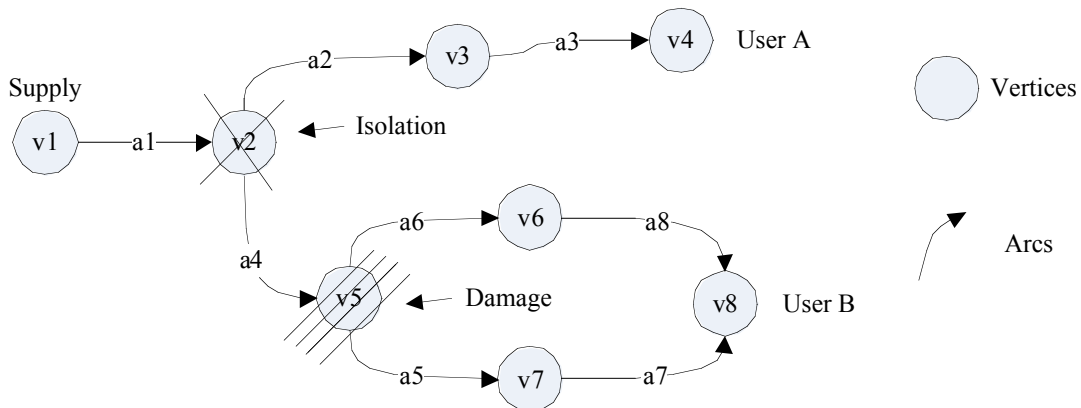 Supply
v1
a1
v2
a2
v3
a3
v4
User A
Isolation
a4
v5
Damage
a6
v6
a8
a5
v7
a7
v8
User B
Vertices
Arcs